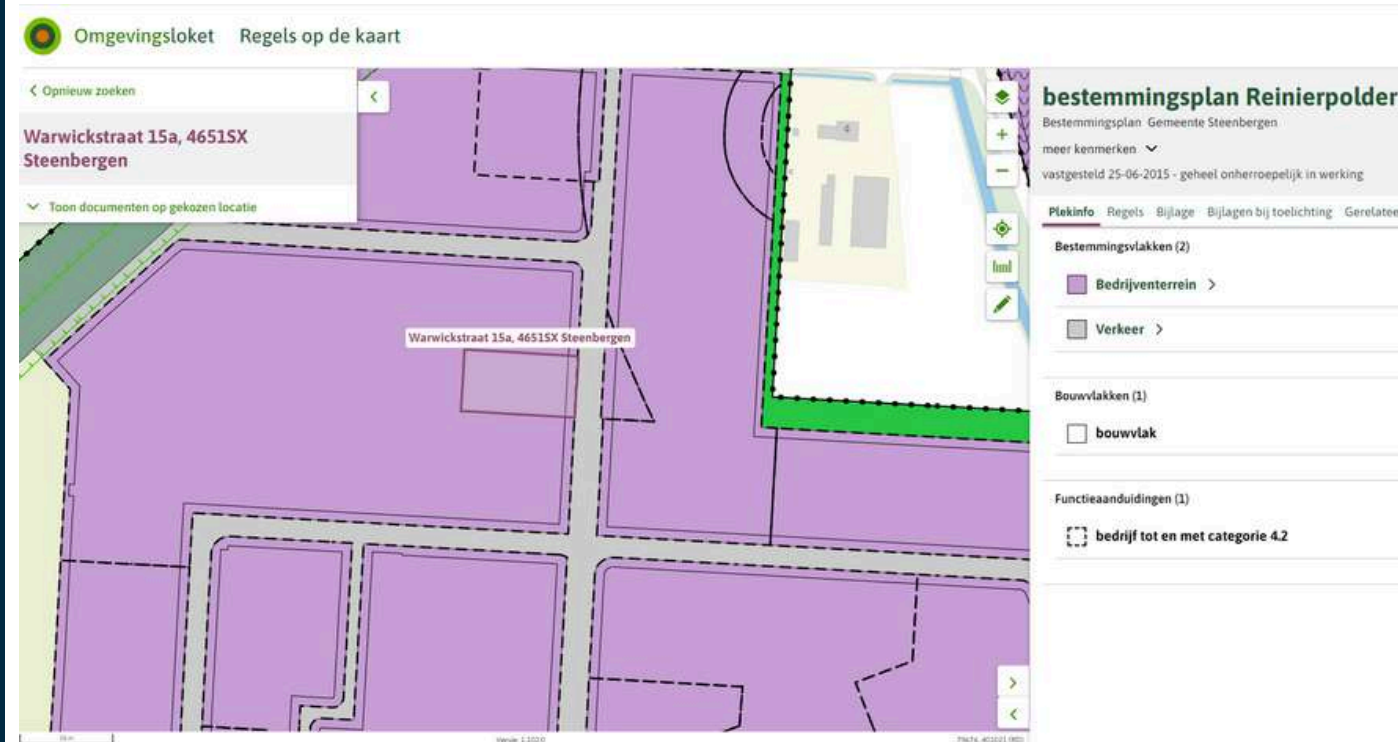 Omgevingsloket Regels op de kaart
Opnieuw zoeken
Warwickstraat 15a, 4651SX
Steenbergen
Toon documenten op gekozen locatie
Warwickstraat 15a, 4651SX Steenbergen
bestemmingsplan Reinierpolder
Bestemmingsplan Gemeente Steenbergen
meer kenmerken
vastgesteld 25-06-2015 - geheel onherroepelijk in werking
Plekinfo Regels Bijlage Bijlagen bij toelichting Gerelatee
Bestemmingsvlakken (2)
Bedrijventerrein
Verkeer
Bouwvlakken (1)
bouwvlak
Functieaanduidingen (1)
bedrijf tot en met categorie 4.2